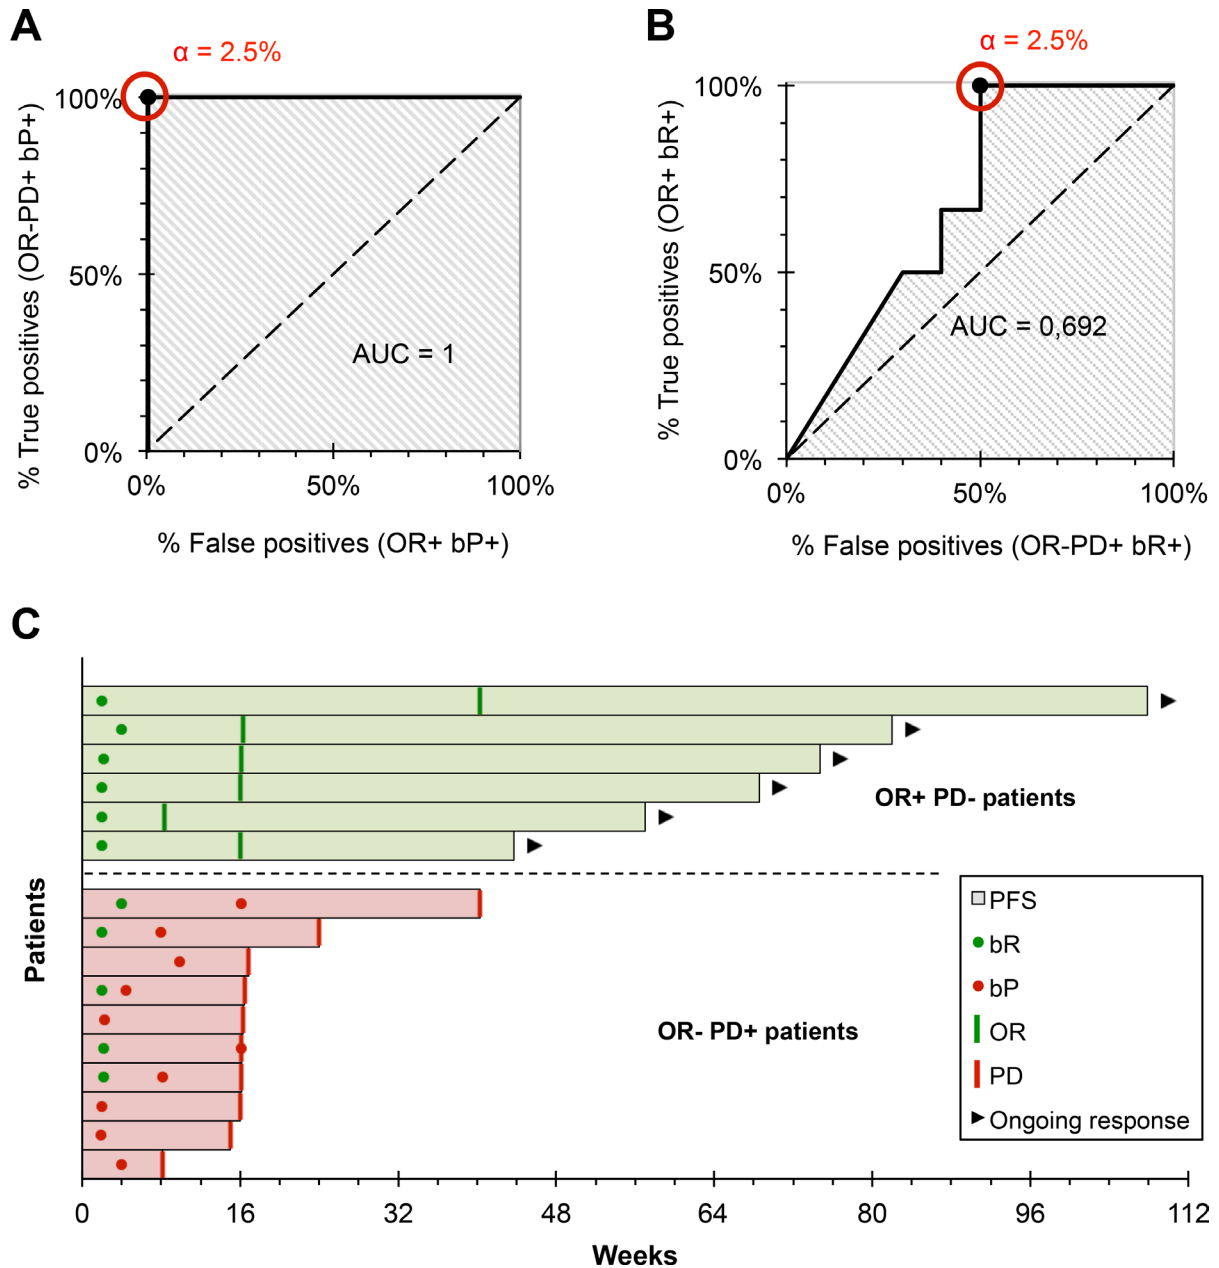 A
α = 2.5%
100%
50%
0%
% True positives (OR-PD+ bP+)
AUC = 1
0%
50%
100%
% False positives (OR+ bP+)
B
α = 2.5%
100%
50%
0%
% True positives (OR+ bR+)
AUC = 0,692
0%
50%
100%
% False positives (OR-PD+ bR+)
C
Patients
OR+ PD- patients
OR- PD+ patients
PFS
bR
bP
OR
PD
Ongoing response
0
16
32
48
64
80
96
112
Weeks